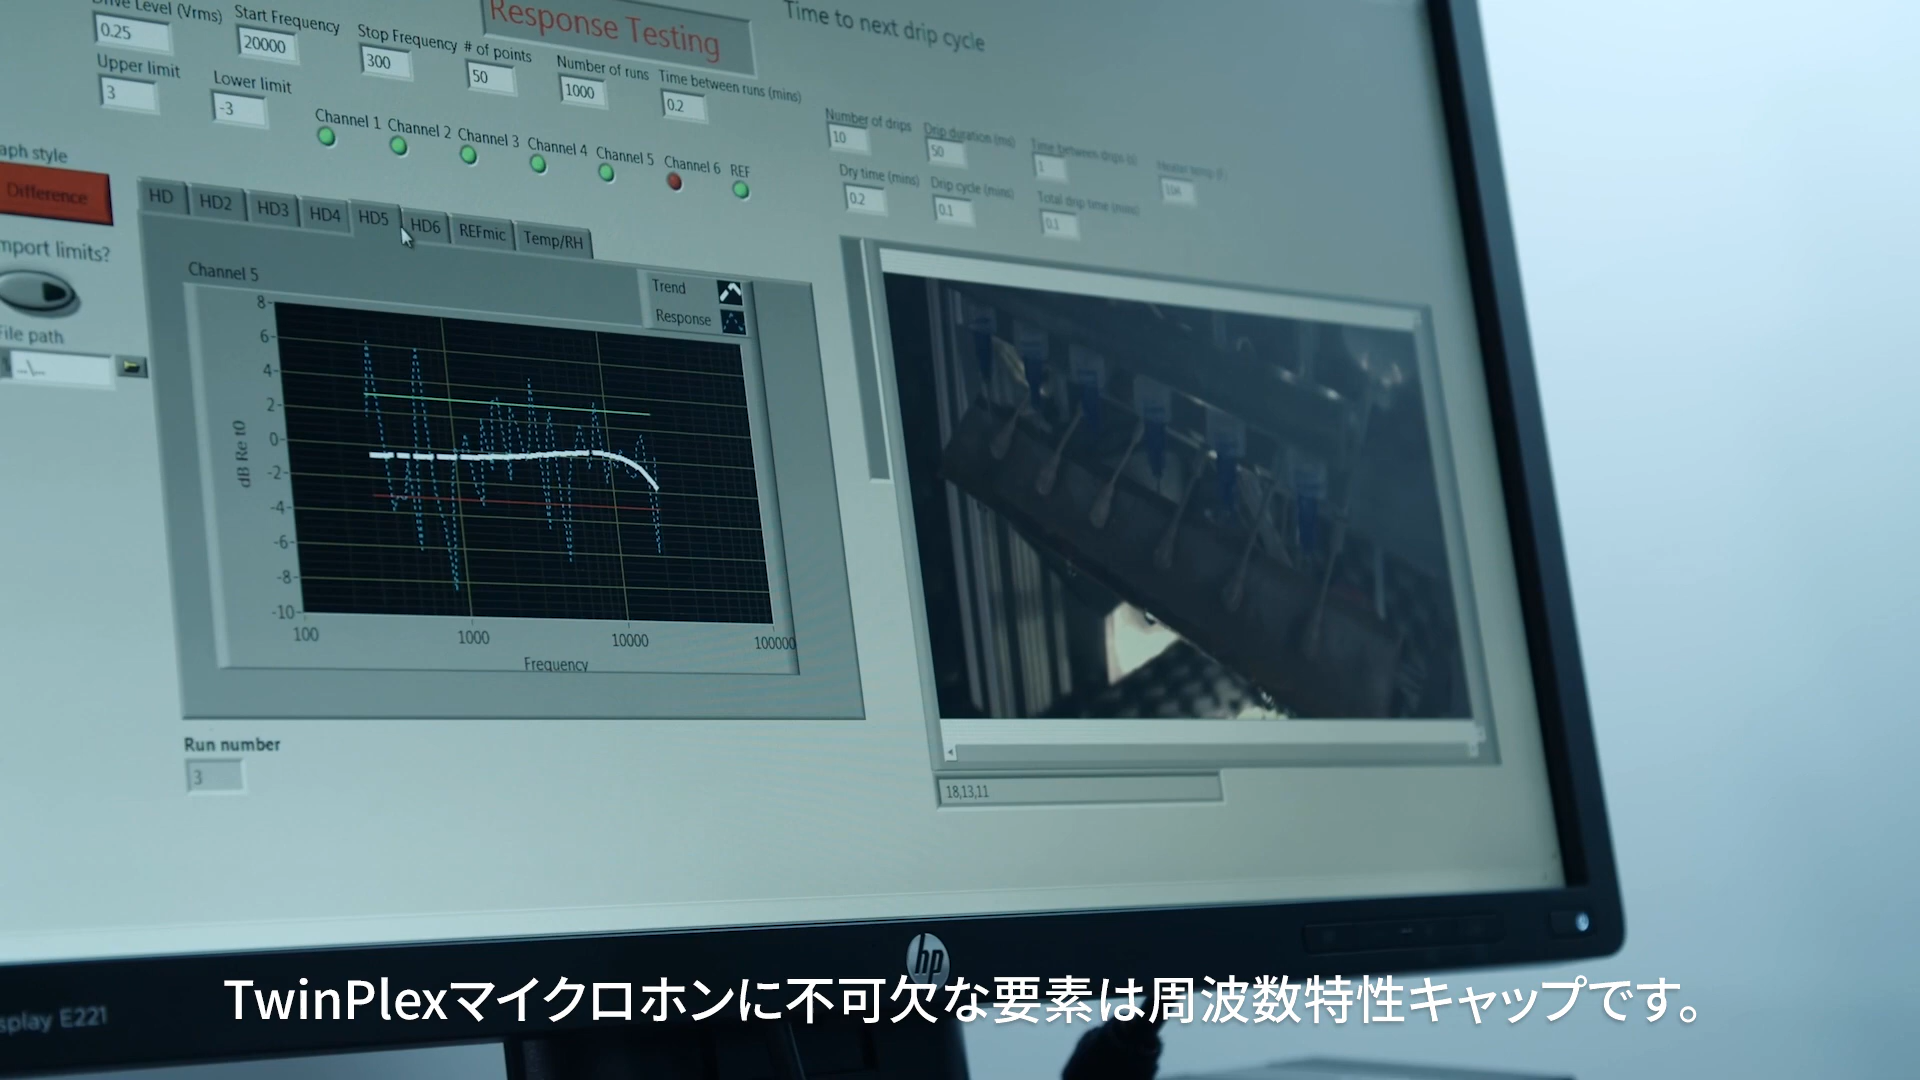 Response Testing
Time to next drip cycle
Level (Vrms)
0.25
Start Frequency
20000
Stop Frequency
300
# of points
50
Number of runs
1000
Time between runs (mins)
0.2
Upper limit
3
Lower limit
-3
Channel 1
Channel 2
Channel 3
Channel 4
Channel 5
Channel 6
REF
Number of drips
10
Drip duration (ms)
50
Time between drips (s)
1
Dry time (mins)
0.2
Drip cycle (mins)
0.1
Total drip time (mins)
0.1
aph style
Difference
mport limits?
File path
HD
HD2
HD3
HD4
HD5
HD6
REFmic
Temp/RH
Channel 5
Trend
Response
dB Re t0
8
6
4
2
0
-2
-4
-6
-8
-10
100
1000
10000
100000
Frequency
Run number
3
18,13,11
hp
splay E221
TwinPlexマイクロホンに不可欠な要素は周波数特性キャップです。